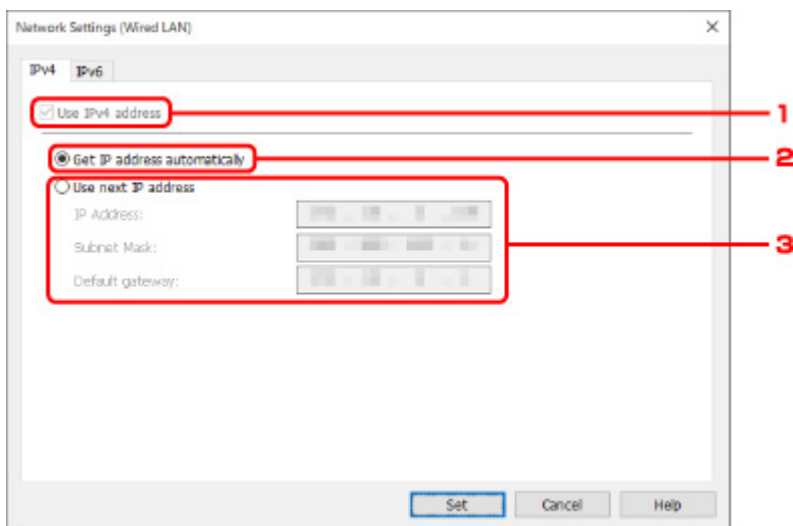 Network Settings (Wired LAN)
IPv4 IPv6
Use IPv4 address 1
Get IP address automatically 2
Use next IP address
IP Address:
Subnet Mask: 3
Default gateway:
Set Cancel Help